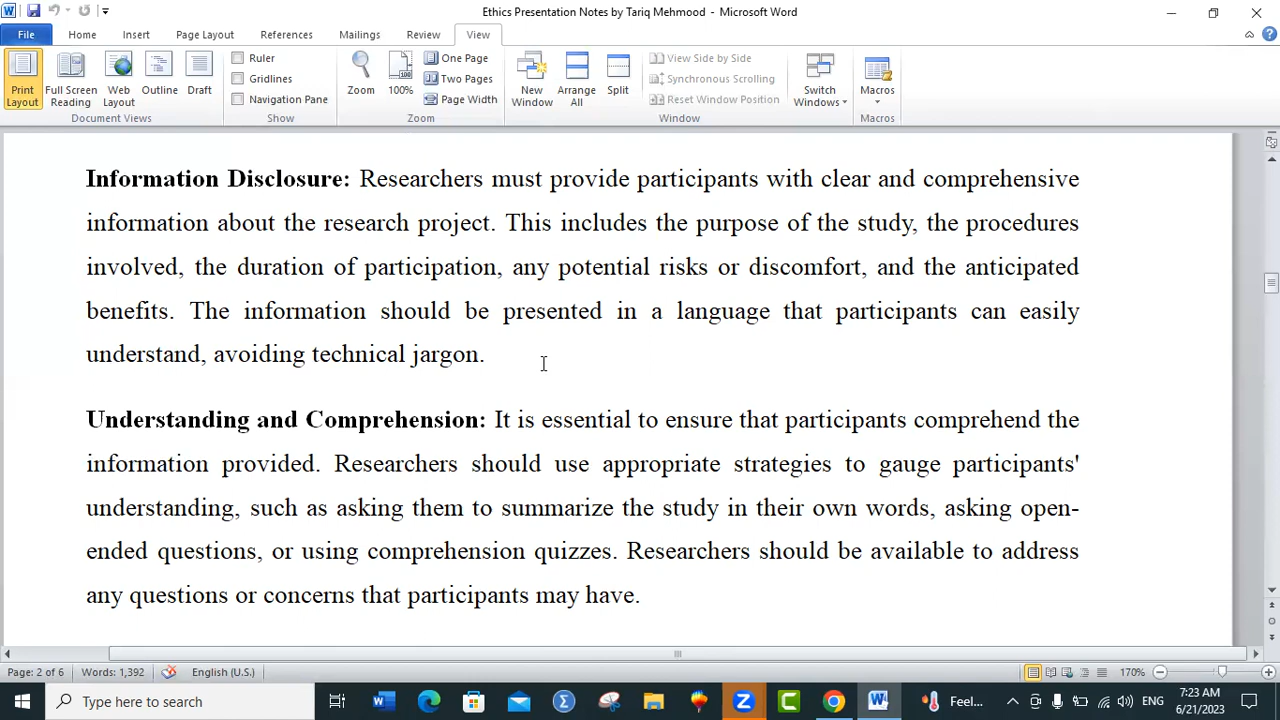 Ethics Presentation Notes by Tariq Mehmood - Microsoft Word
File Home Insert Page Layout References Mailings Review View
Print Layout
Full Screen Reading
Web Layout
Outline
Draft
Document Views
Ruler
Gridlines
Navigation Pane
Show
Zoom
100%
One Page
Two Pages
Page Width
Zoom
New Window
Arrange All
Split
View Side by Side
Synchronous Scrolling
Reset Window Position
Window
Switch Windows
Macros
Macros
Information Disclosure: Researchers must provide participants with clear and comprehensive
information about the research project. This includes the purpose of the study, the procedures
involved, the duration of participation, any potential risks or discomfort, and the anticipated
benefits. The information should be presented in a language that participants can easily
understand, avoiding technical jargon.
Understanding and Comprehension: It is essential to ensure that participants comprehend the
information provided. Researchers should use appropriate strategies to gauge participants'
understanding, such as asking them to summarize the study in their own words, asking open-
ended questions, or using comprehension quizzes. Researchers should be available to address
any questions or concerns that participants may have.
Page: 2 of 6 Words: 1,392 English (U.S.) 170%
Type here to search
Feel... ENG 7:23 AM
6/21/2023